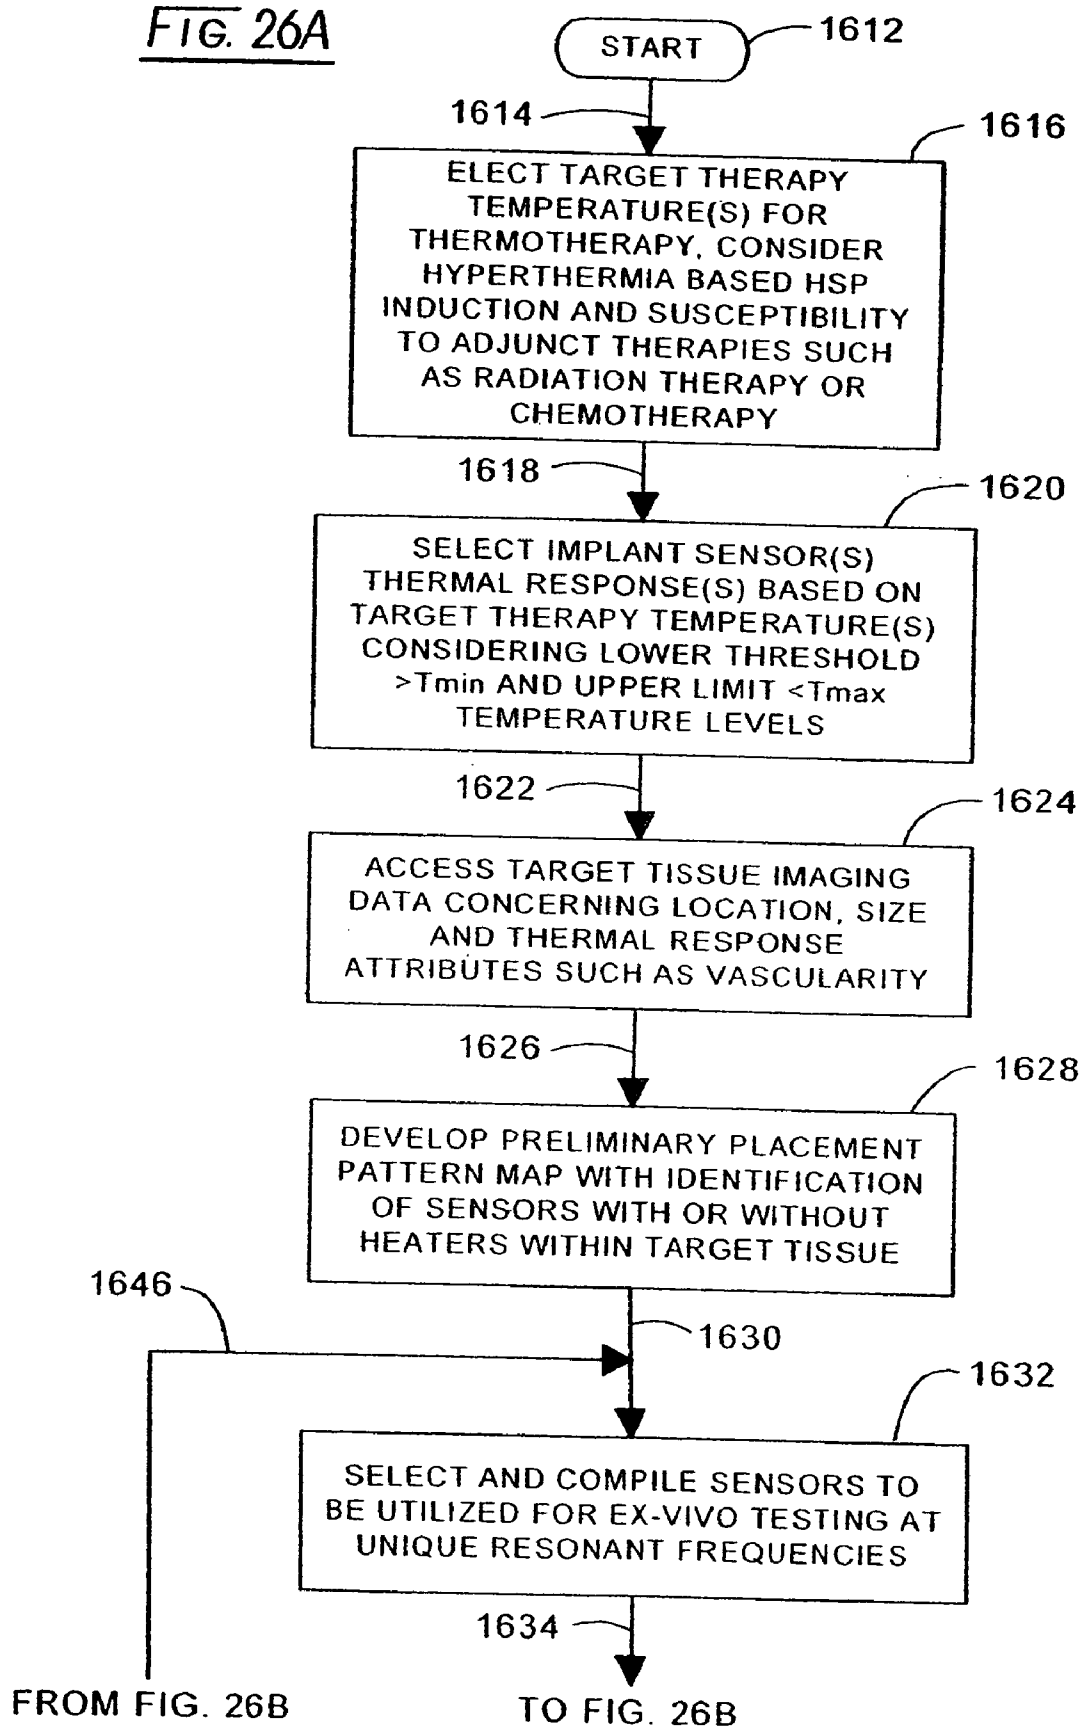 FIG. 26A
START
1612
1614
1616
ELECT TARGET THERAPY
TEMPERATURE(S) FOR
THERMOTHERAPY, CONSIDER
HYPERTHERMIA BASED HSP
INDUCTION AND SUSCEPTIBILITY
TO ADJUNCT THERAPIES SUCH
AS RADIATION THERAPY OR
CHEMOTHERAPY
1618
1620
SELECT IMPLANT SENSOR(S)
THERMAL RESPONSE(S) BASED ON
TARGET THERAPY TEMPERATURE(S)
CONSIDERING LOWER THRESHOLD
>Tmin AND UPPER LIMIT <Tmax
TEMPERATURE LEVELS
1622
1624
ACCESS TARGET TISSUE IMAGING
DATA CONCERNING LOCATION, SIZE
AND THERMAL RESPONSE
ATTRIBUTES SUCH AS VASCULARITY
1626
1628
DEVELOP PRELIMINARY PLACEMENT
PATTERN MAP WITH IDENTIFICATION
OF SENSORS WITH OR WITHOUT
HEATERS WITHIN TARGET TISSUE
1646
1630
1632
SELECT AND COMPILE SENSORS TO
BE UTILIZED FOR EX-VIVO TESTING AT
UNIQUE RESONANT FREQUENCIES
1634
FROM FIG. 26B
TO FIG. 26B